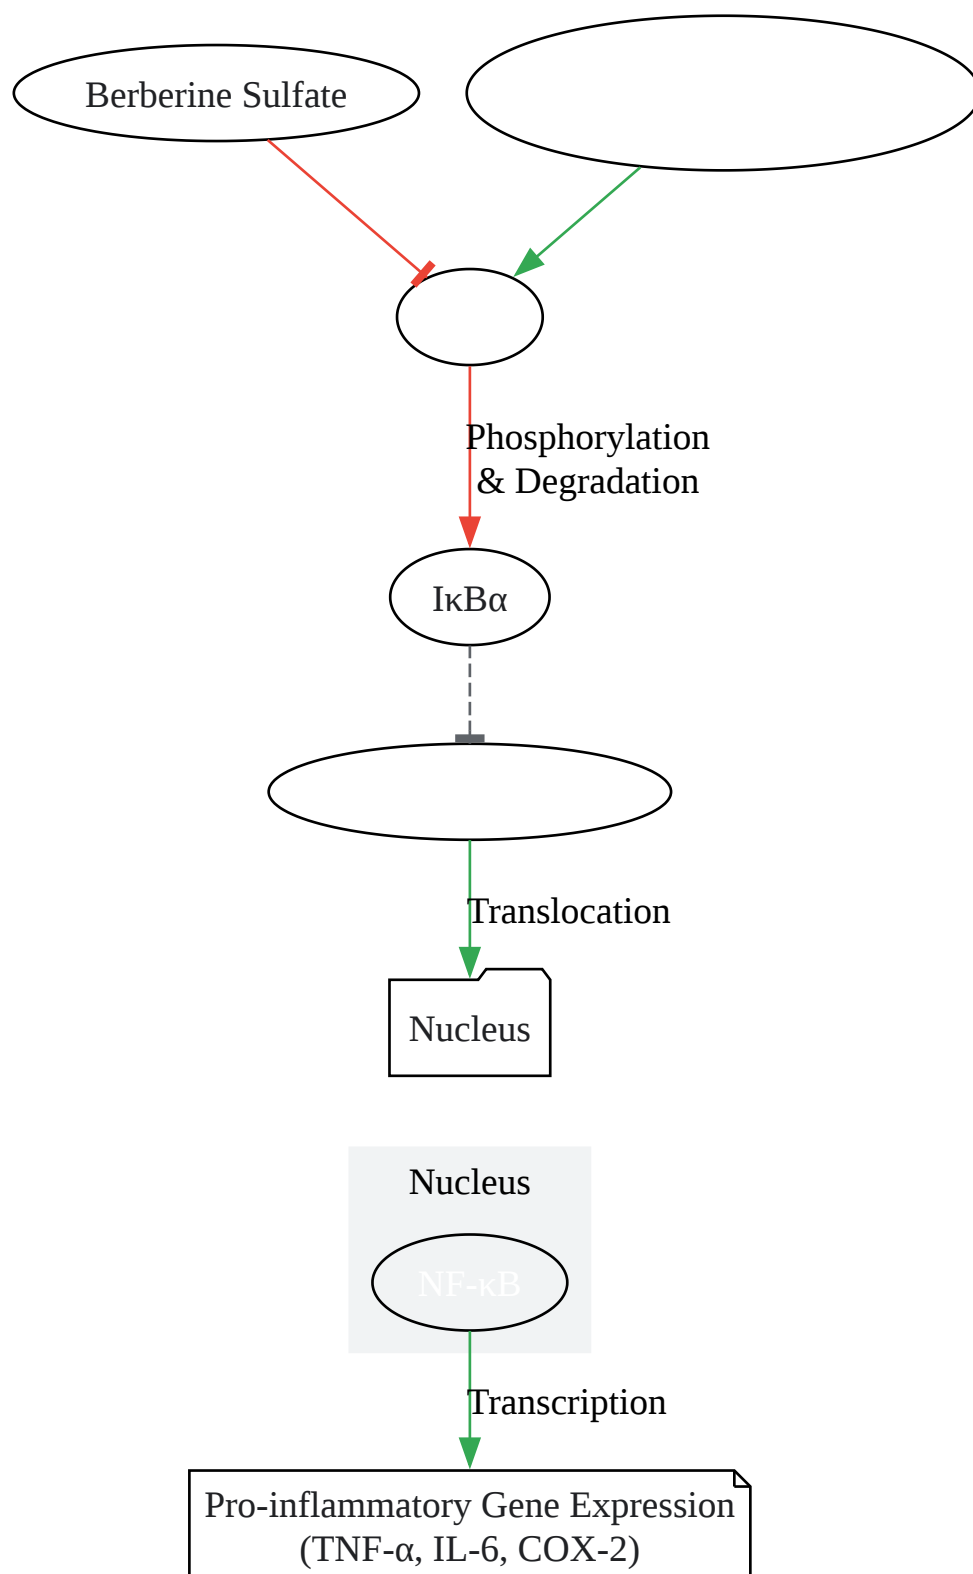 Berberine Sulfate
Phosphorylation
& Degradation
IκBα
Translocation
Nucleus
Nucleus
NF-κB
Transcription
Pro-inflammatory Gene Expression
(TNF-α, IL-6, COX-2)